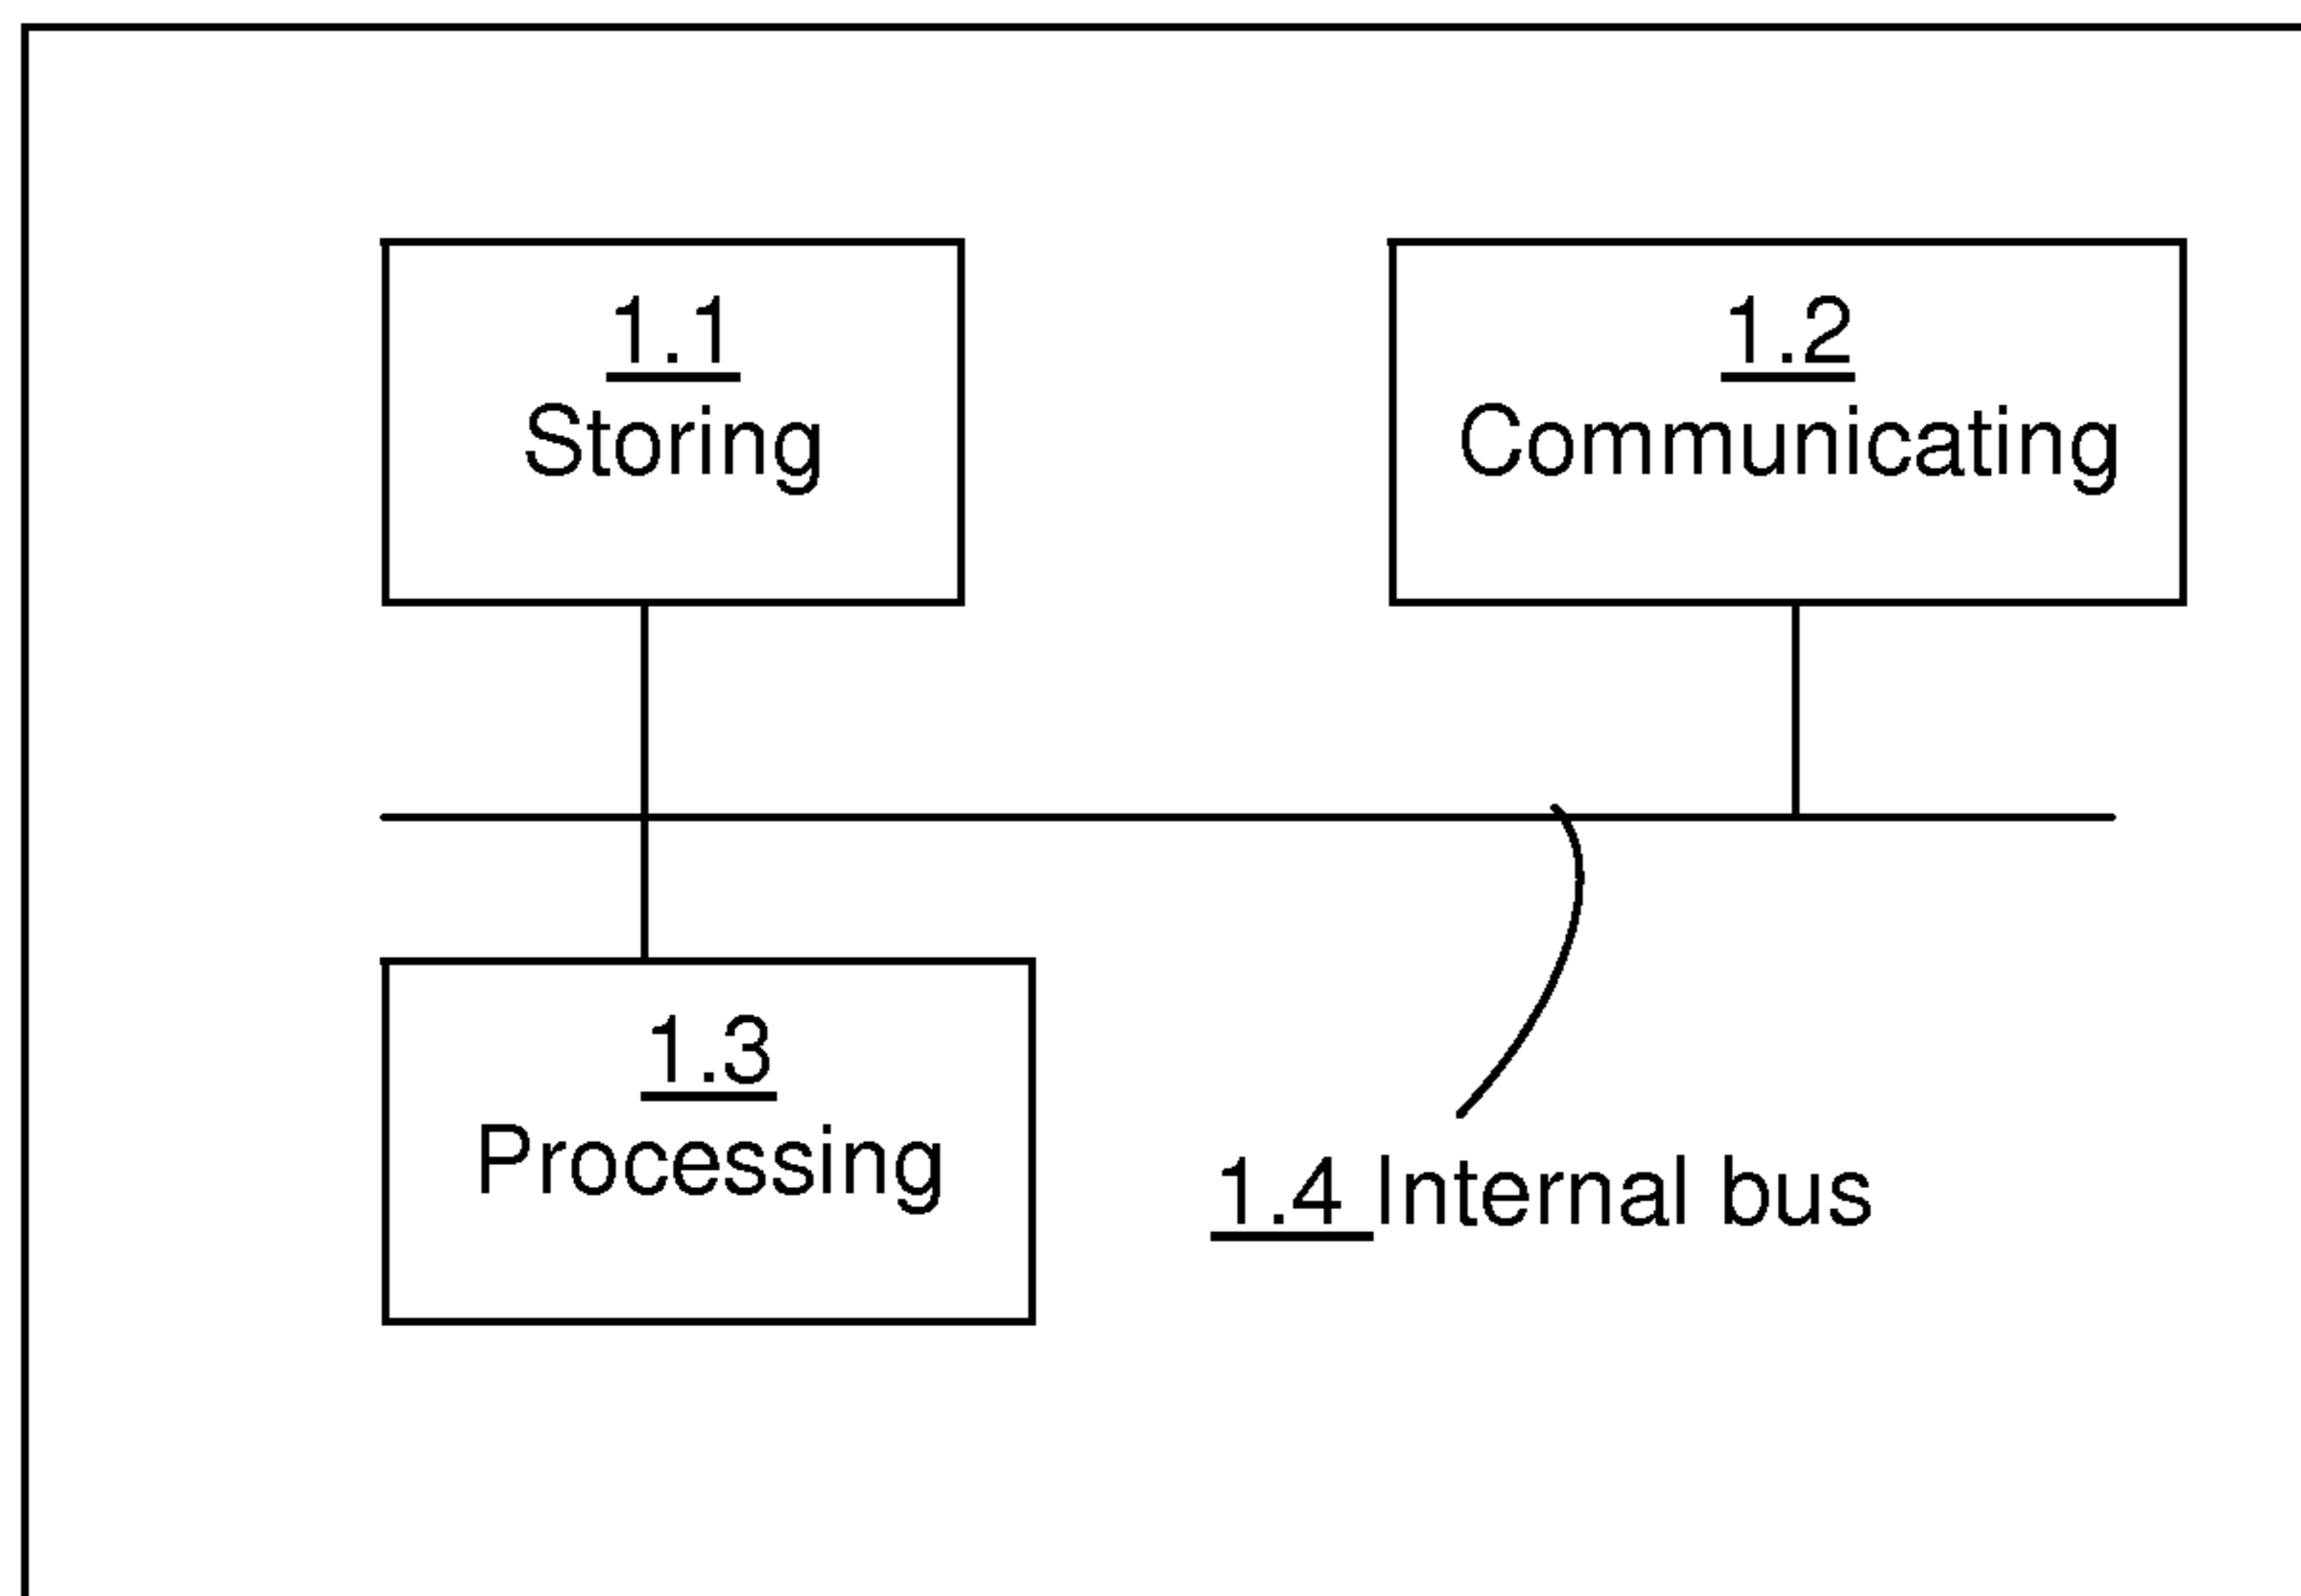 1.1
Storing
1.2
Communicating
1.3
Processing
1.4 Internal bus